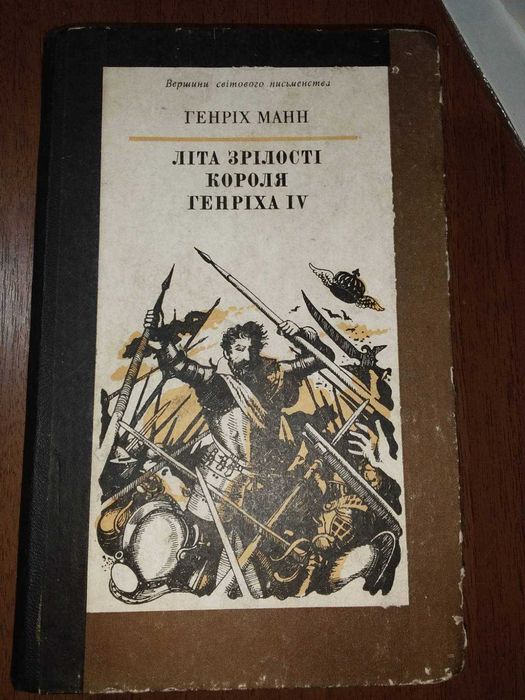 Вершини світового письменства
ГЕНРІХ МАНН
ЛІТА ЗРІЛОСТІ
КОРОЛЯ
ГЕНРІХА IV